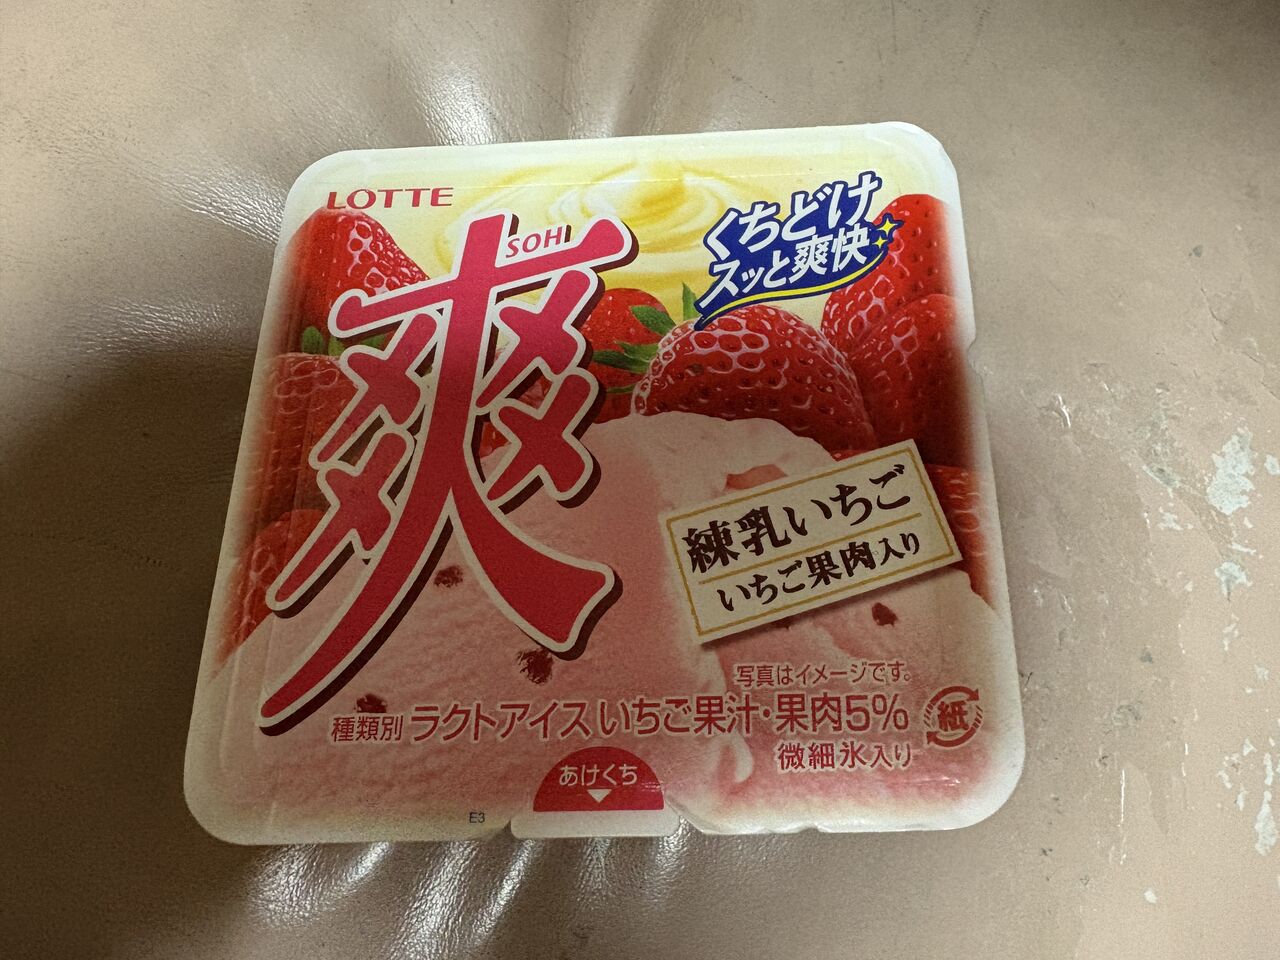 LOTTE
SOH
爽
くちどけ
スッと爽快
練乳いちご
いちご果肉入り
写真はイメージです。
種類別 ラクトアイス いちご果汁・果肉5%
紙
微細氷入り
あけくち
E3